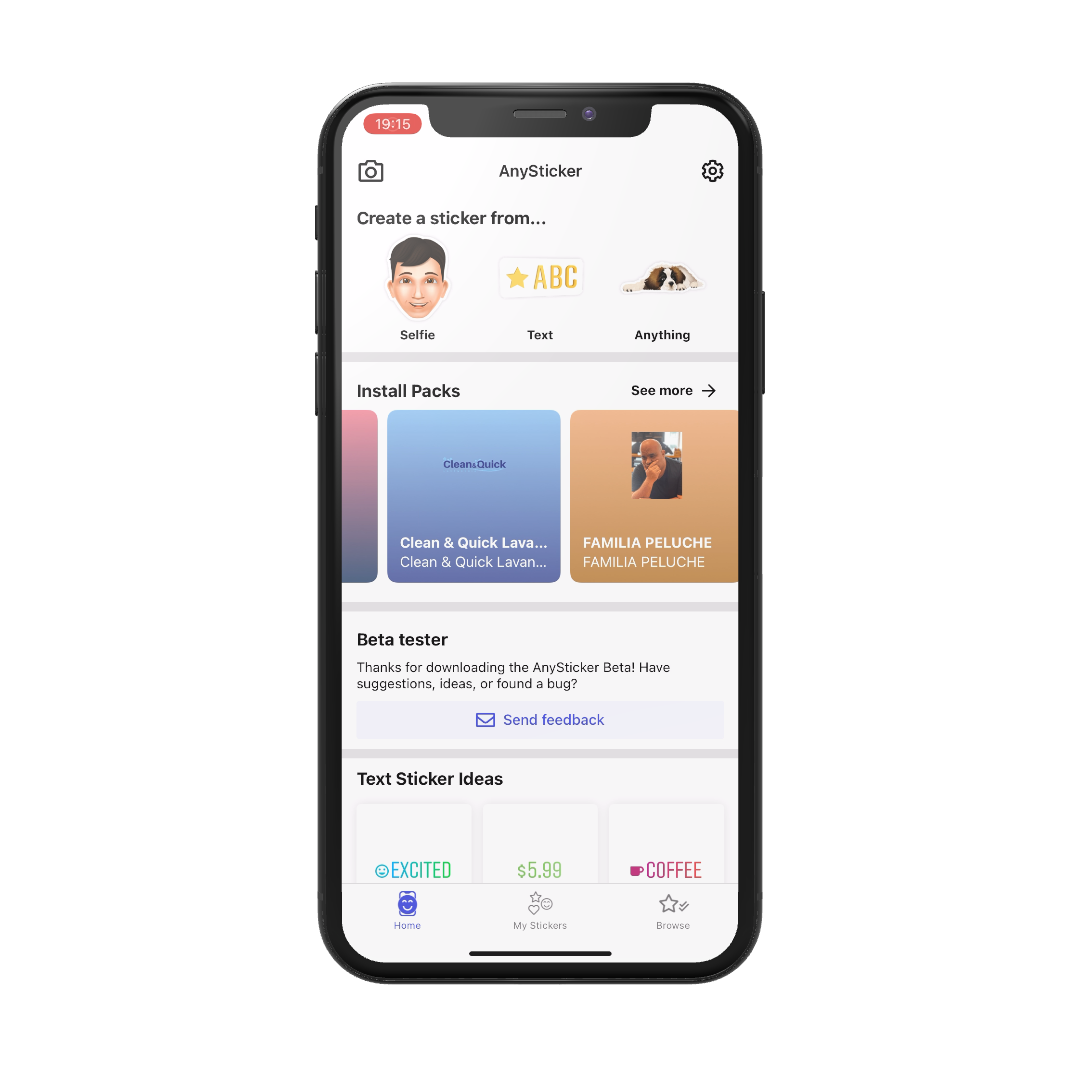 19:15
AnySticker
Create a sticker from...
ABC
Selfie
Text
Anything
Install Packs
See more
Clean&Quick
Clean & Quick Lava...
Clean & Quick Lavan...
FAMILIA PELUCHE
FAMILIA PELUCHE
Beta tester
Thanks for downloading the AnySticker Beta! Have
suggestions, ideas, or found a bug?
Send feedback
Text Sticker Ideas
EXCITED
$5.99
COFFEE
Home
My Stickers
Browse